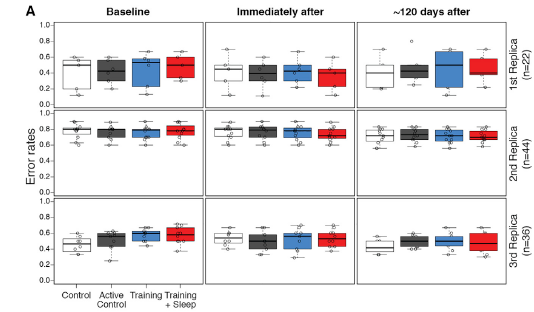 A
Baseline
Immediately after
~120 days after
Error rates
1.0
0.8
0.6
0.4
0.2
0.0
1st Replica
(n=22)
1.0
0.8
0.6
0.4
0.2
0.0
2nd Replica
(n=44)
1.0
0.8
0.6
0.4
0.2
0.0
3rd Replica
(n=36)
Control
Active
Control
Training
Training
+ Sleep